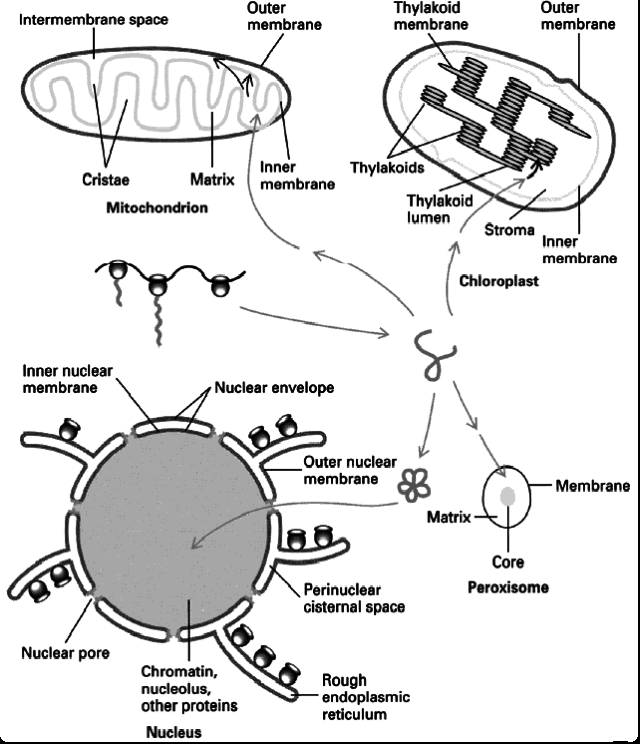 Intermembrane space
Outer
membrane
Cristae
Matrix
Inner
membrane
Mitochondrion
Thylakoid
membrane
Outer
membrane
Thylakoids
Thylakoid
lumen
Stroma
Inner
membrane
Chloroplast
Inner nuclear
membrane
Nuclear envelope
Outer nuclear
membrane
Perinuclear
cisternal space
Nuclear pore
Chromatin,
nucleolus,
other proteins
Rough
endoplasmic
reticulum
Nucleus
Membrane
Matrix
Core
Peroxisome